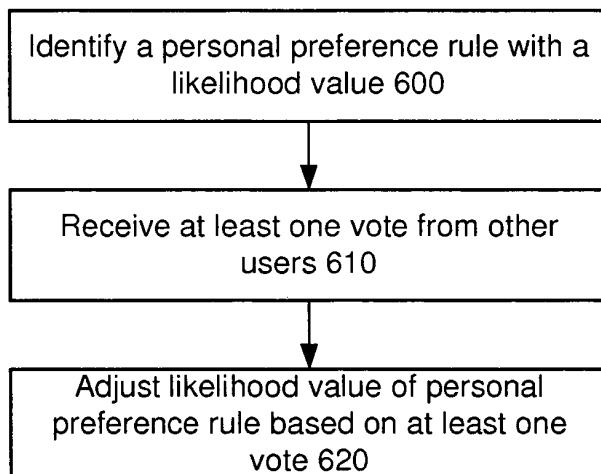 Identify a personal preference rule with a
likelihood value 600
Receive at least one vote from other
users 610
Adjust likelihood value of personal
preference rule based on at least one
vote 620